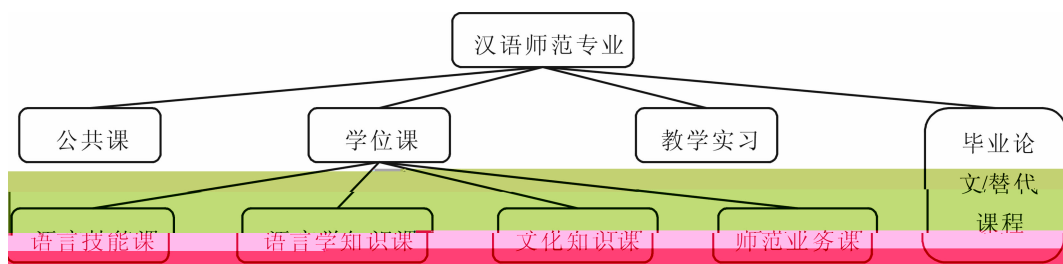 汉语师范专业
公共课
学位课
教学实习
毕业论
文/替代
课程
语言技能课
语言学知识课
文化知识课
师范业务课